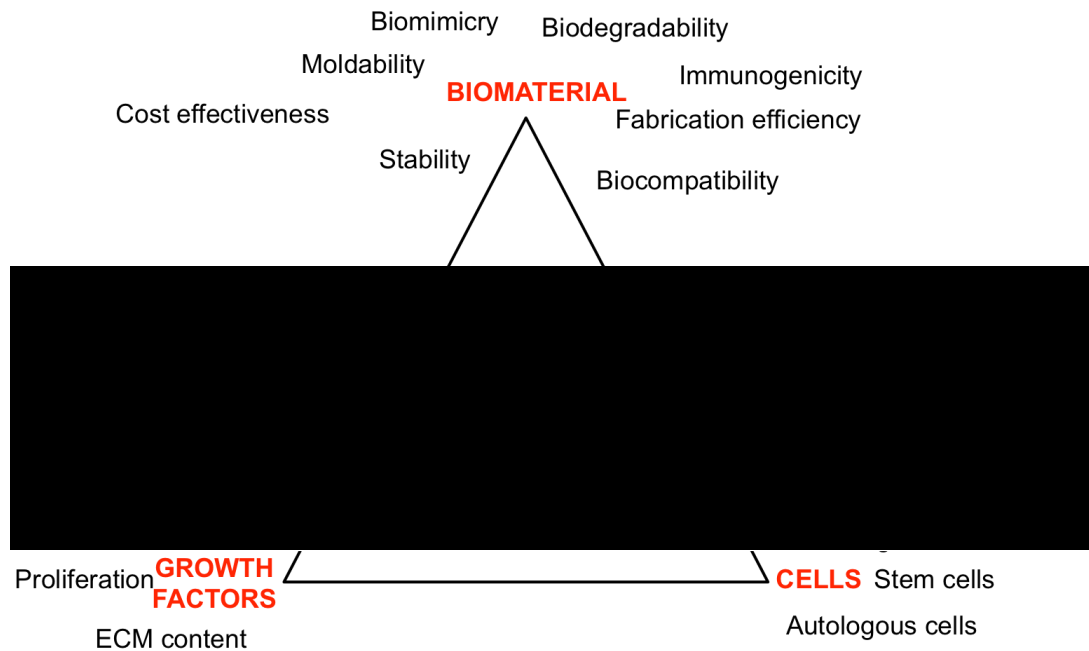 Biomimicry
Biodegradability
Moldability
Immunogenicity
BIOMATERIAL
Cost effectiveness
Fabrication efficiency
Stability
Biocompatibility
GROWTH
FACTORS
Proliferation
CELLS
Stem cells
ECM content
Autologous cells